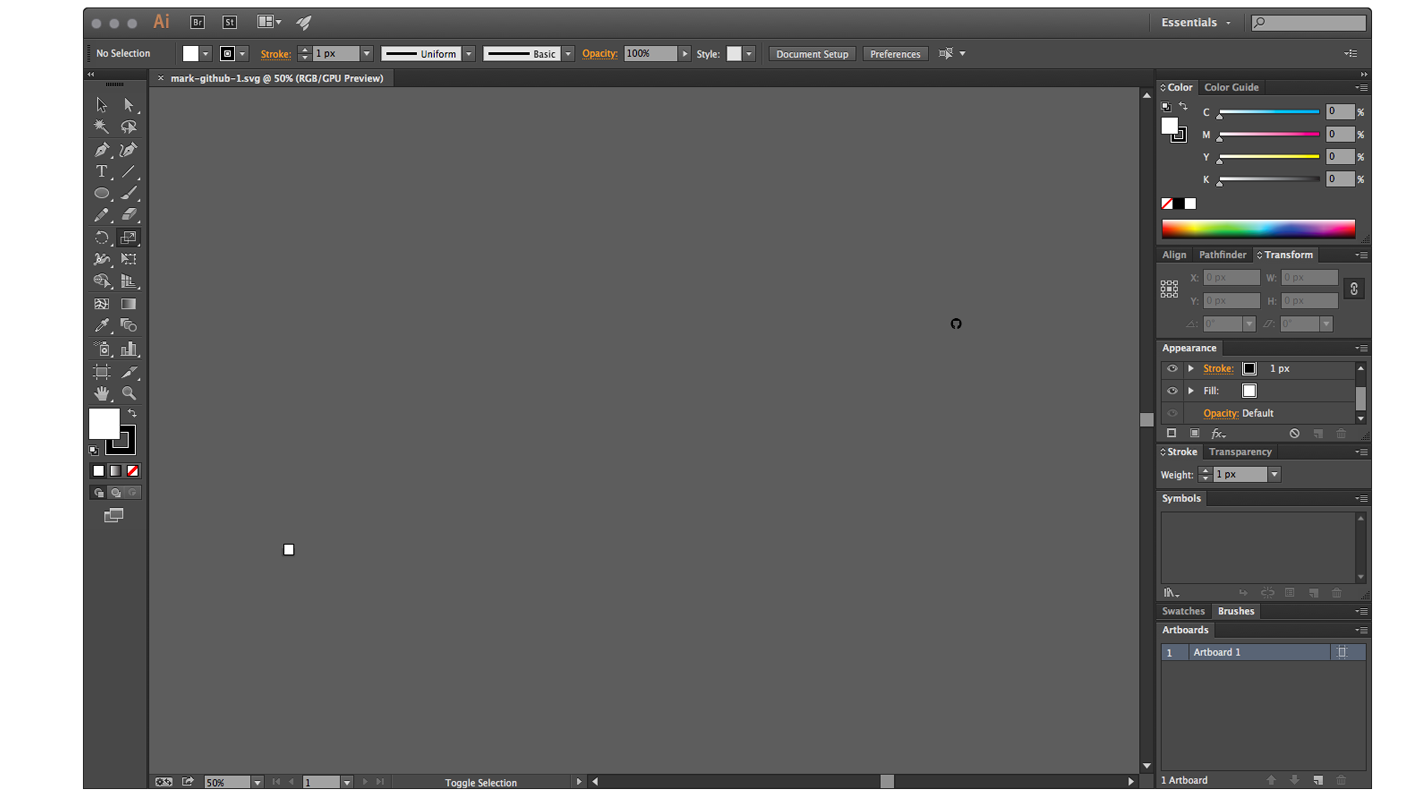 Ai Br St Essentials
No Selection Stroke: 1 px Uniform Basic Opacity: 100% Style: Document Setup Preferences
× mark-github-1.svg @ 50% (RGB/GPU Preview)
Color Color Guide
C 0 %
M 0 %
Y 0 %
K 0 %
Align Pathfinder Transform
X: 0 px W: 0 px
Y: 0 px H: 0 px
0° 0°
Appearance
Stroke: 1 px
Fill:
Opacity: Default
fx
Stroke Transparency
Weight: 1 px
Symbols
Swatches Brushes
Artboards
1 Artboard 1
50% 1 Toggle Selection 1 Artboard